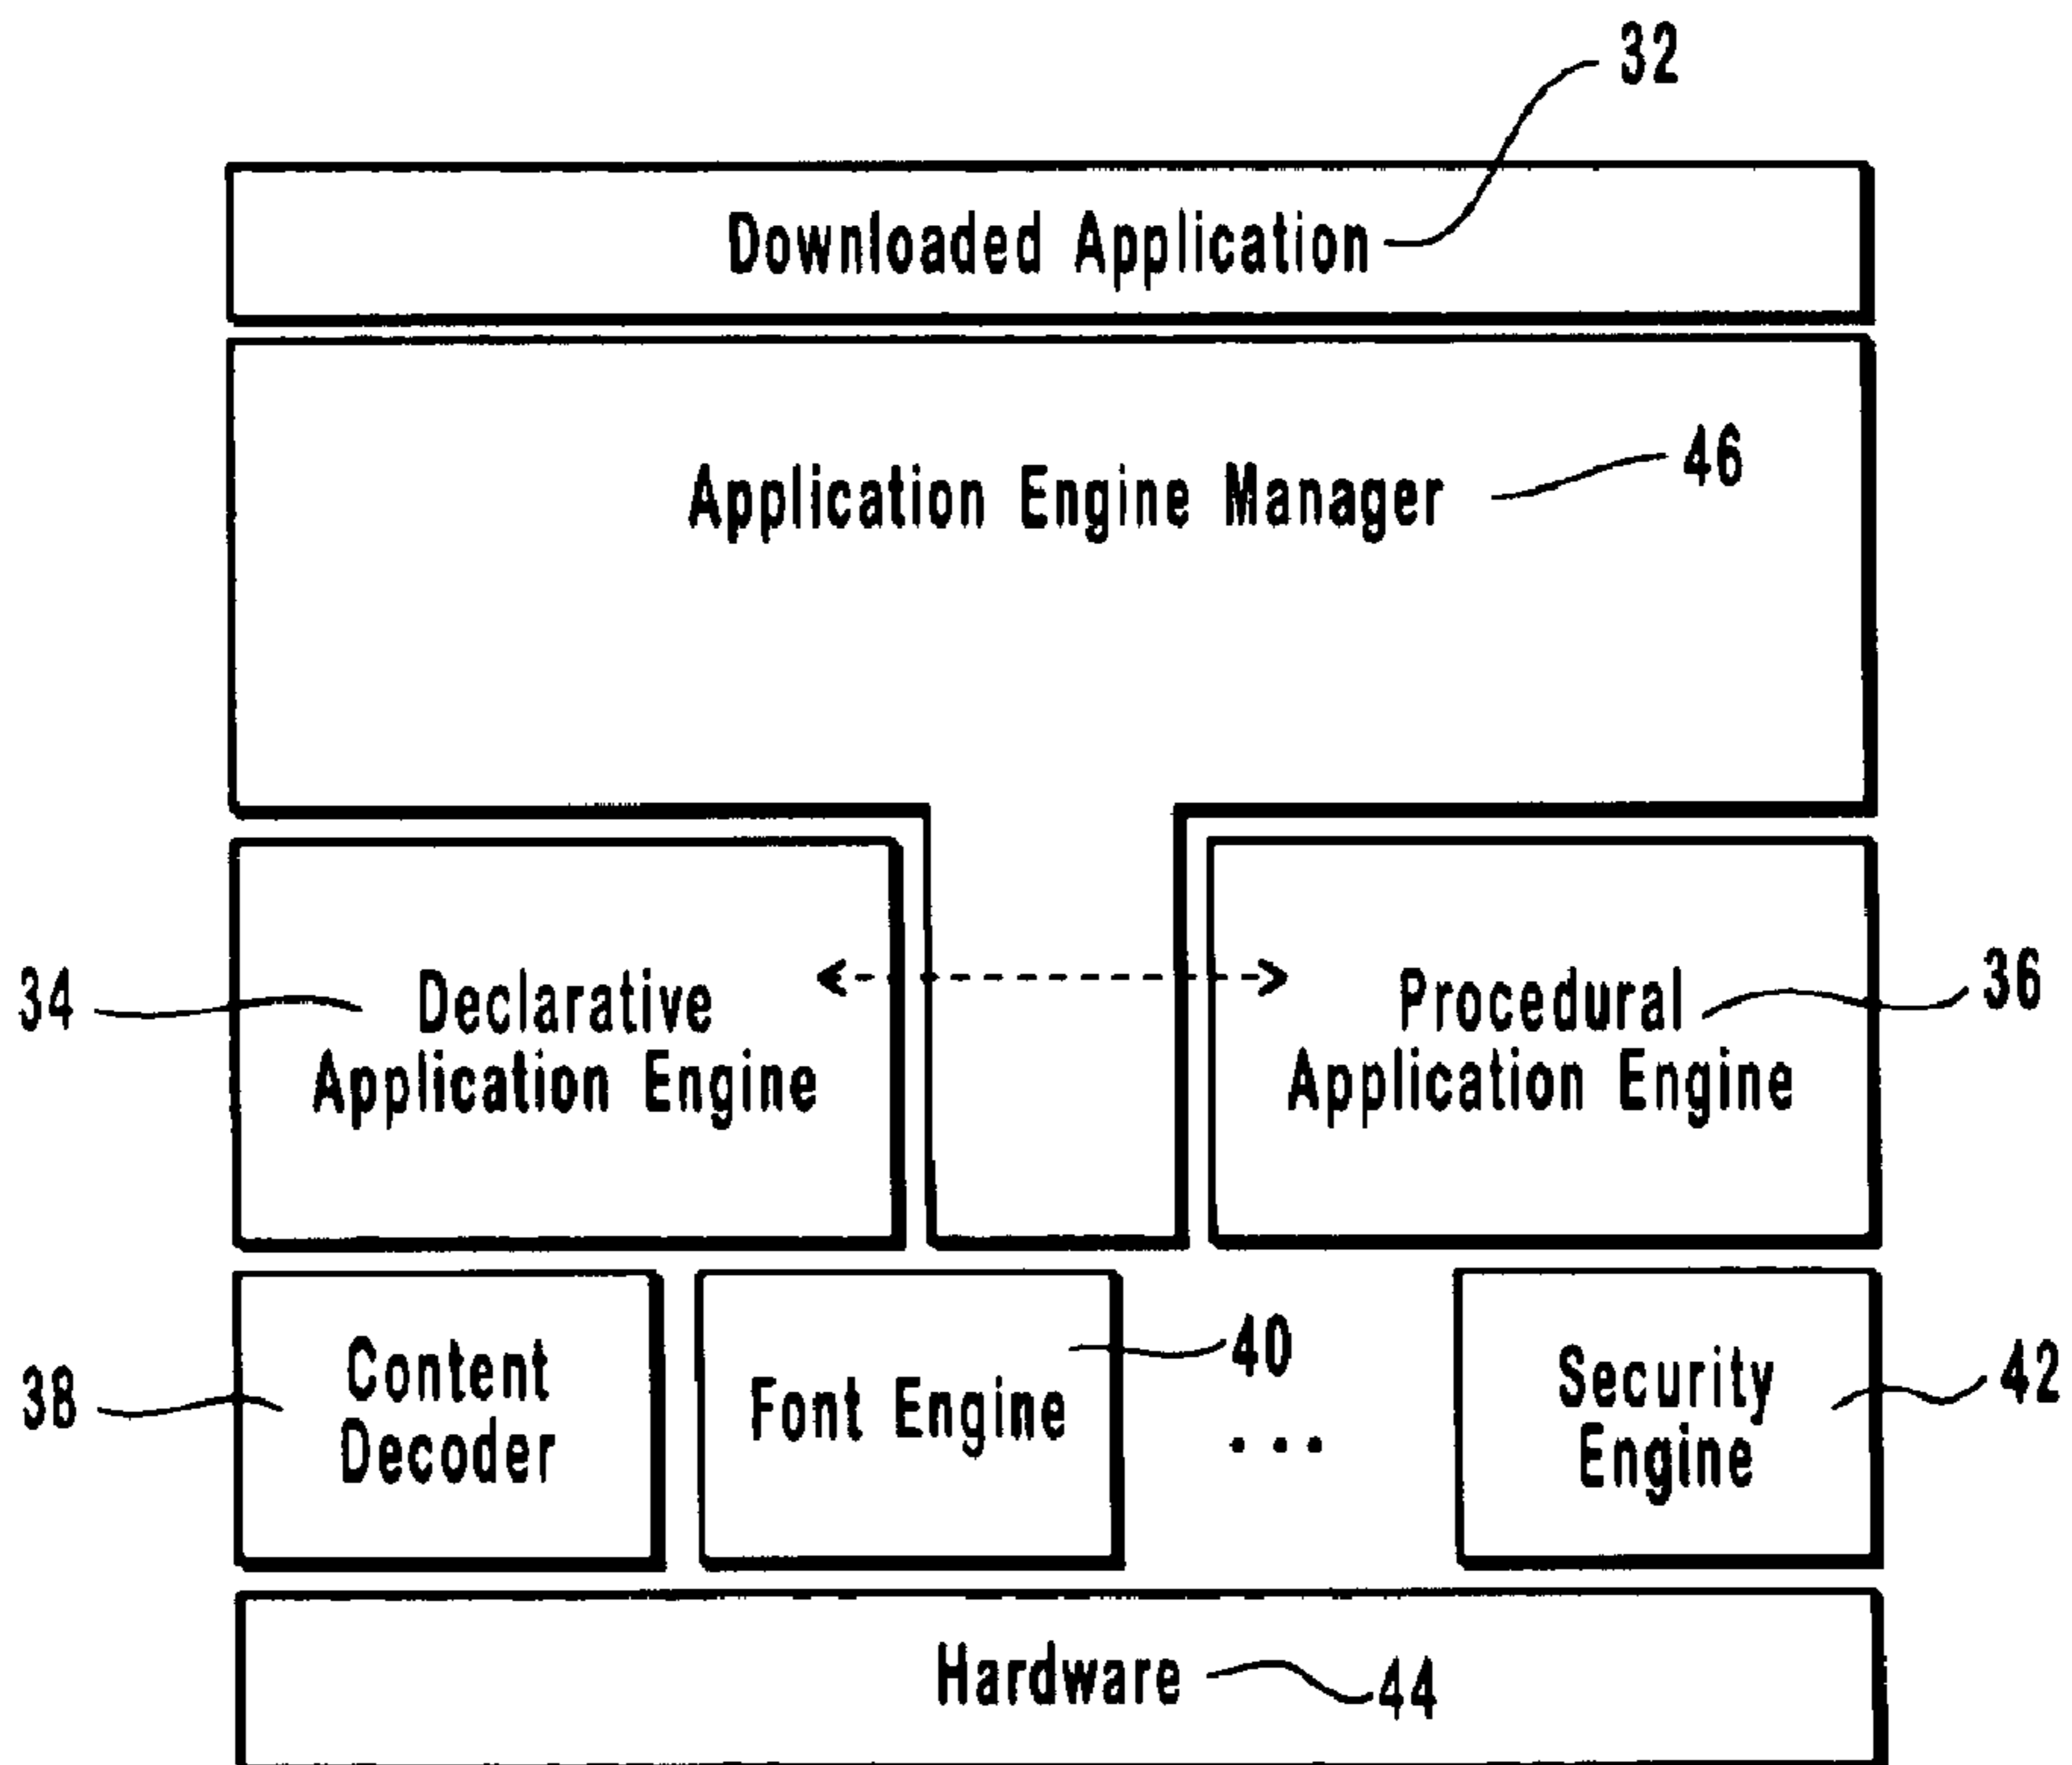 32
Downloaded Application
Application Engine Manager
46
34
Declarative
Application Engine
Procedural
Application Engine
36
38
Content
Decoder
Font Engine
40
...
Security
Engine
42
Hardware
44